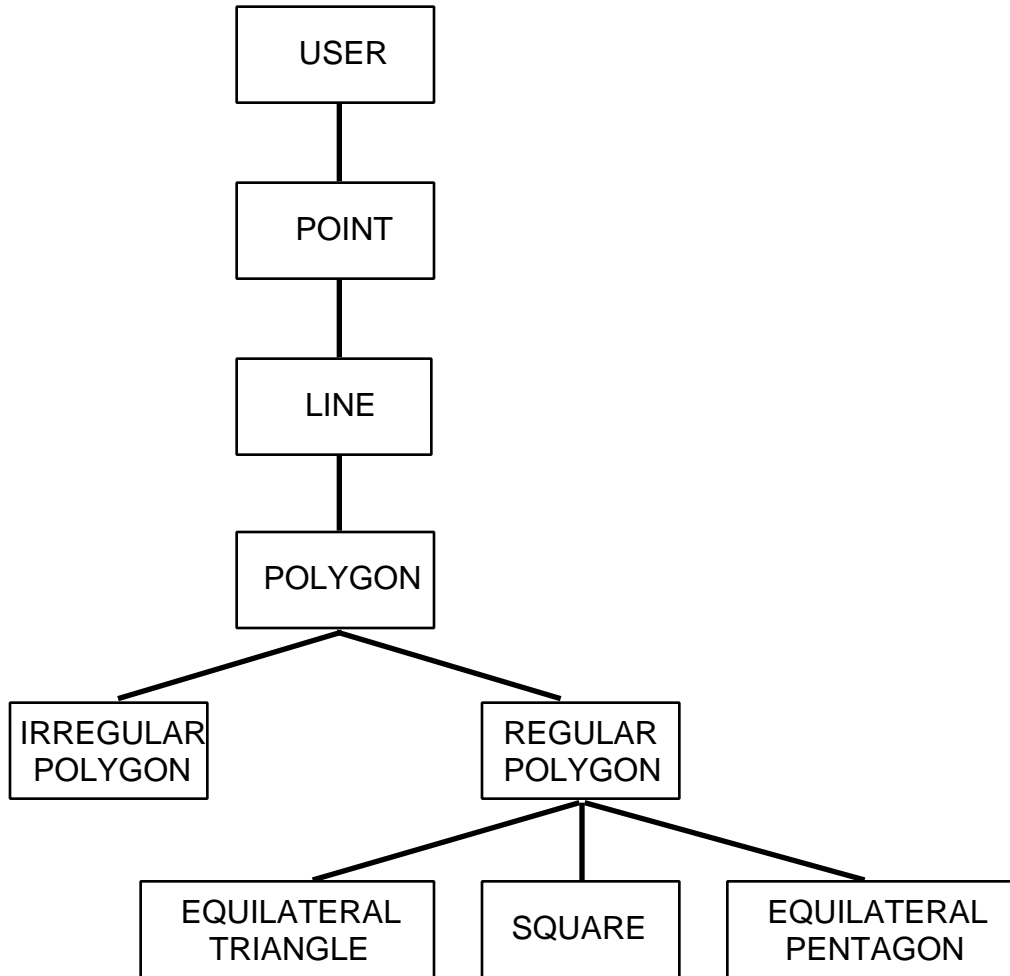 USER
POINT
LINE
POLYGON
IRREGULAR
POLYGON
REGULAR
POLYGON
EQUILATERAL
TRIANGLE
SQUARE
EQUILATERAL
PENTAGON